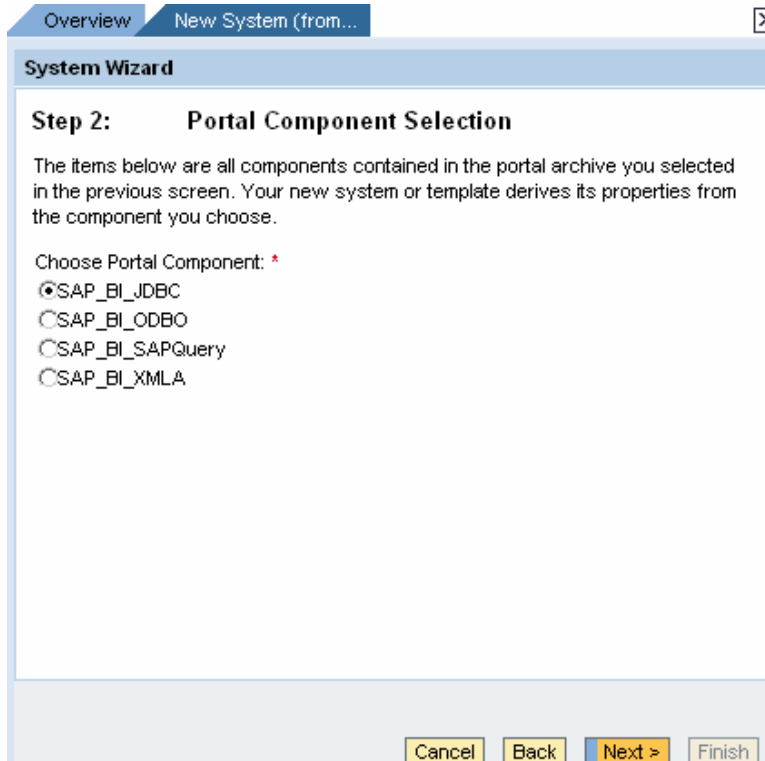 Overview New System (from...
System Wizard
Step 2: Portal Component Selection
The items below are all components contained in the portal archive you selected
in the previous screen. Your new system or template derives its properties from
the component you choose.
Choose Portal Component: *
SAP_BI_JDBC
SAP_BI_ODBO
SAP_BI_SAPQuery
SAP_BI_XMLA
Cancel Back Next > Finish